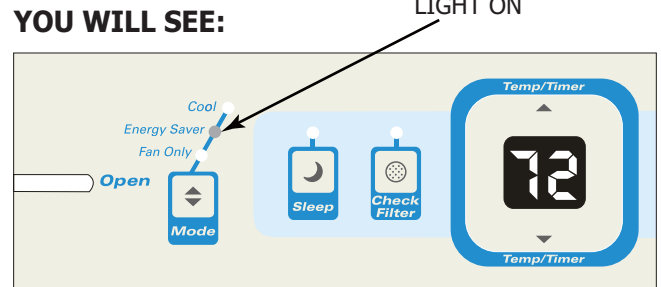 LIGHT ON
YOU WILL SEE:
Cool
Energy Saver
Fan Only
Open
Mode
Sleep
Check
Filter
Temp/Timer
72
Temp/Timer